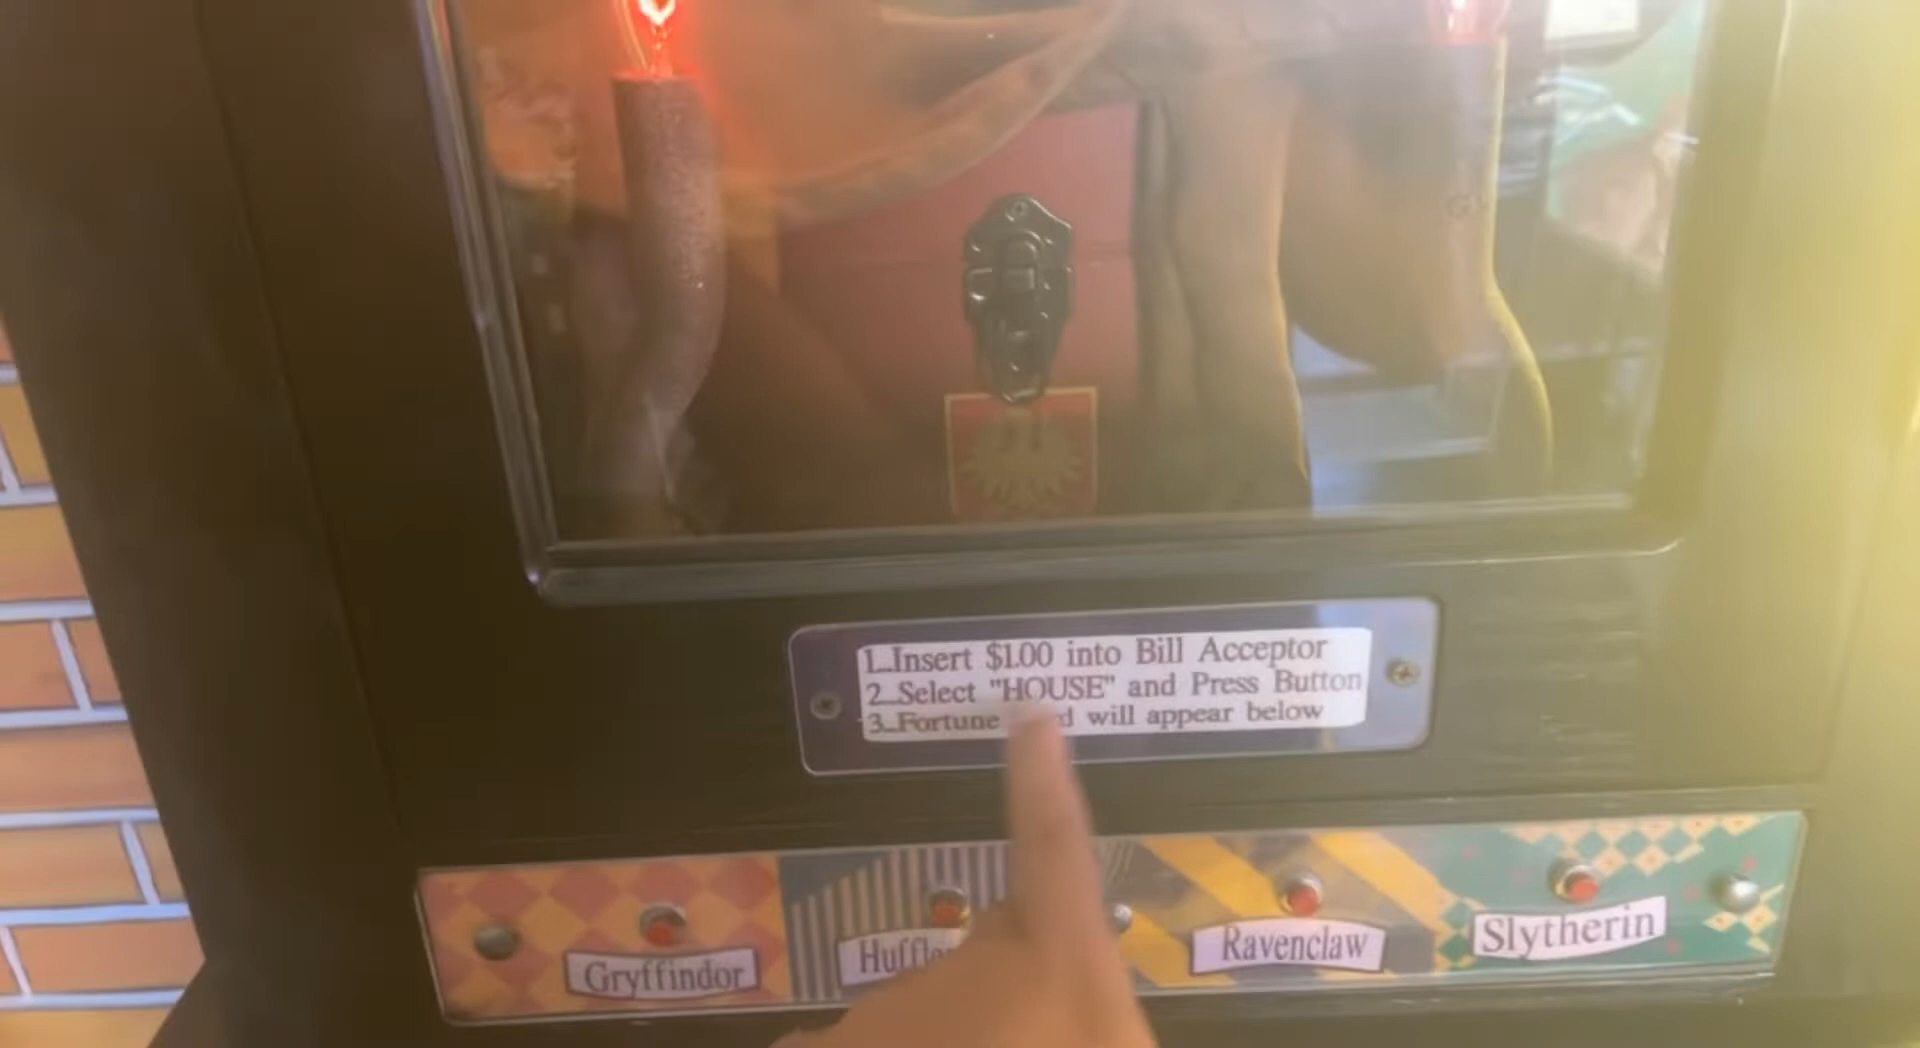 1...Insert $1.00 into Bill Acceptor
2...Select "HOUSE" and Press Button
3...Fortune will appear below
Gryffindor
Ravenclaw
Slytherin